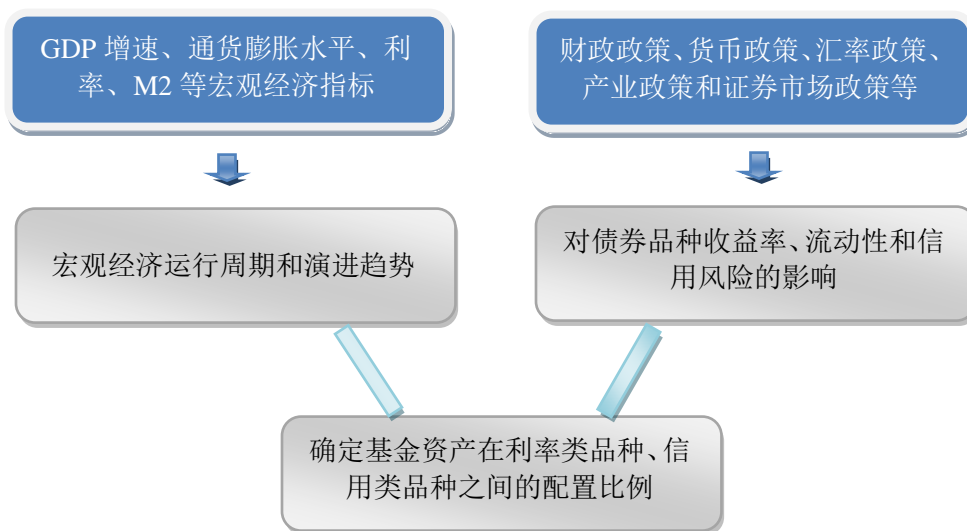 GDP 增速、通货膨胀水平、利
率、M2 等宏观经济指标
财政政策、货币政策、汇率政策、
产业政策和证券市场政策等
宏观经济运行周期和演进趋势
对债券品种收益率、流动性和信
用风险的影响
确定基金资产在利率类品种、信
用类品种之间的配置比例